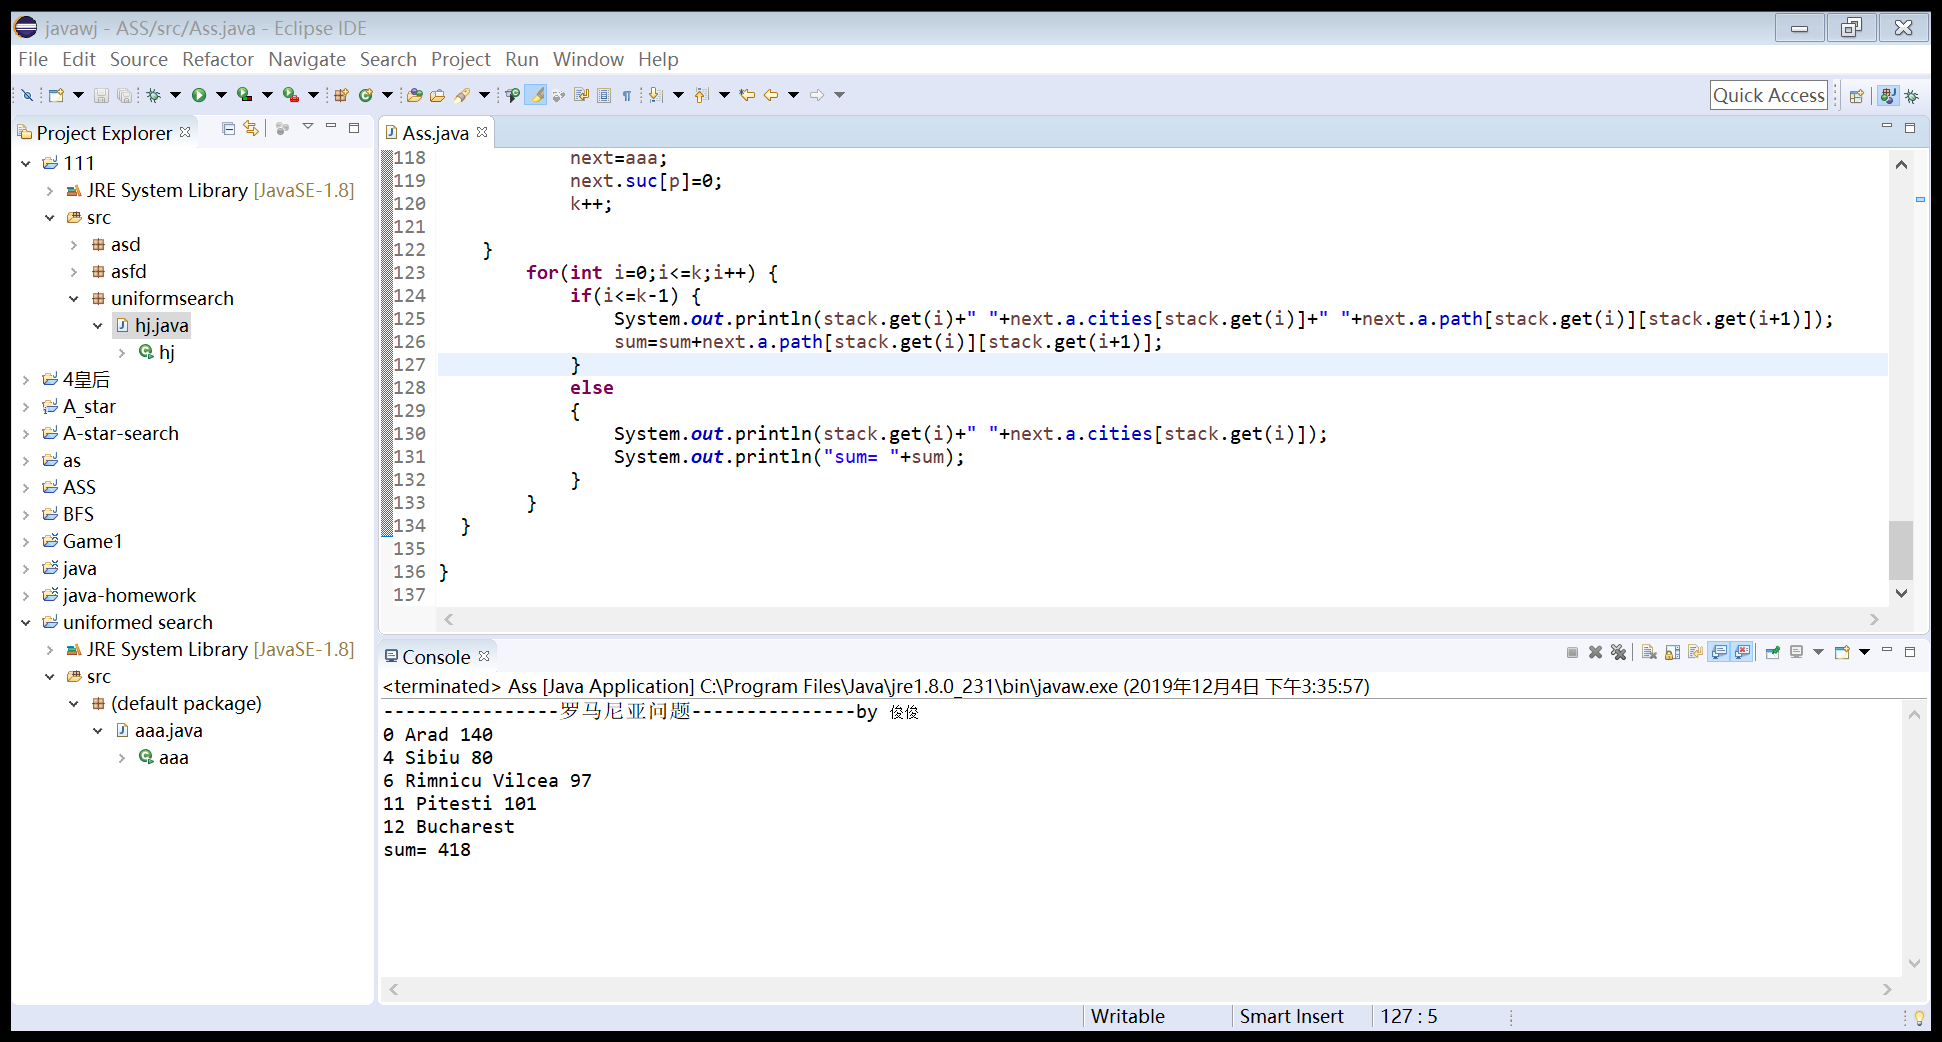 javawj - ASS/src/Ass.java - Eclipse IDE
File Edit Source Refactor Navigate Search Project Run Window Help
Quick Access
Project Explorer
111
JRE System Library [JavaSE-1.8]
src
asd
asfd
uniformsearch
hj.java
hj
4皇后
A_star
A-star-search
as
ASS
BFS
Game1
java
java-homework
uniformed search
JRE System Library [JavaSE-1.8]
src
(default package)
aaa.java
aaa
Ass.java
118 next=aaa;
119 next.suc[p]=0;
120 k++;
121
122 }
123 for(int i=0;i<=k;i++) {
124 if(i<=k-1) {
125 System.out.println(stack.get(i)+" "+next.a.cities[stack.get(i)]+" "+next.a.path[stack.get(i)][stack.get(i+1)]);
126 sum=sum+next.a.path[stack.get(i)][stack.get(i+1)];
127 }
128 else
129 {
130 System.out.println(stack.get(i)+" "+next.a.cities[stack.get(i)]);
131 System.out.println("sum= "+sum);
132 }
133 }
134 }
135
136 }
137
Console
<terminated> Ass [Java Application] C:\Program Files\Java\jre1.8.0_231\bin\javaw.exe (2019年12月4日 下午3:35:57)
----------------罗马尼亚问题---------------by 俊俊
0 Arad 140
4 Sibiu 80
6 Rimnicu Vilcea 97
11 Pitesti 101
12 Bucharest
sum= 418
Writable Smart Insert 127 : 5